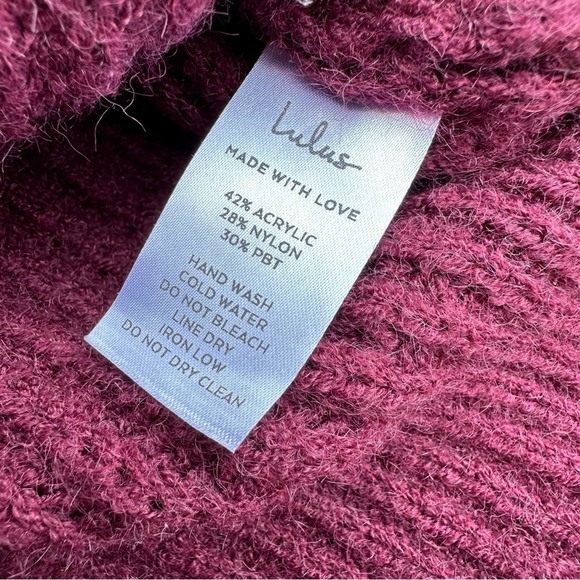 Lulus
MADE WITH LOVE
42% ACRYLIC
28% NYLON
30% PBT
HAND WASH
COLD WATER
DO NOT BLEACH
LINE DRY
IRON LOW
DO NOT DRY CLEAN